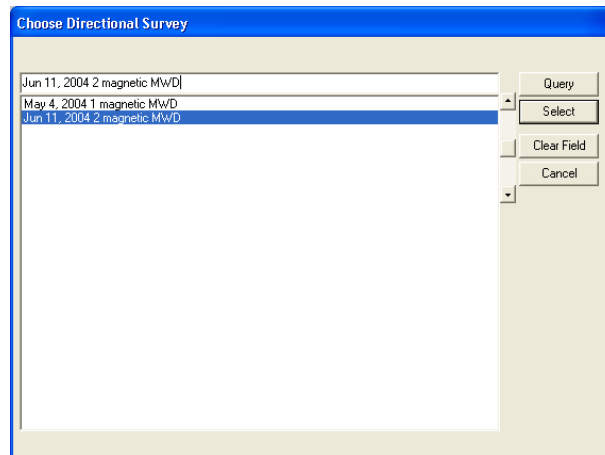 Choose Directional Survey
Jun 11, 2004 2 magnetic MWD
Query
May 4, 2004 1 magnetic MWD
Jun 11, 2004 2 magnetic MWD
Select
Clear Field
Cancel